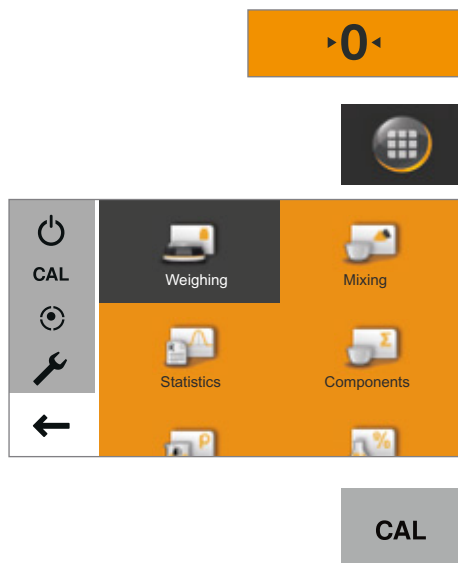 0
CAL
Weighing
Mixing
Statistics
Components
ρ
%
CAL